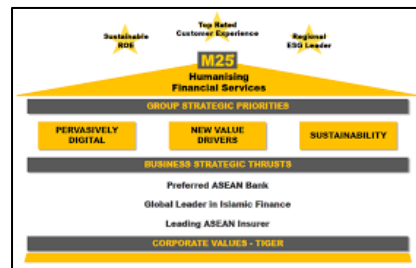 Top Rated
Customer Experience
Sustainable
ROE
Regional
ESG Leader
M25
Humanising
Financial Services
GROUP STRATEGIC PRIORITIES
PERVASIVELY
DIGITAL
NEW VALUE
DRIVERS
SUSTAINABILITY
BUSINESS STRATEGIC THRUSTS
Preferred ASEAN Bank
Global Leader in Islamic Finance
Leading ASEAN Insurer
CORPORATE VALUES - TIGER